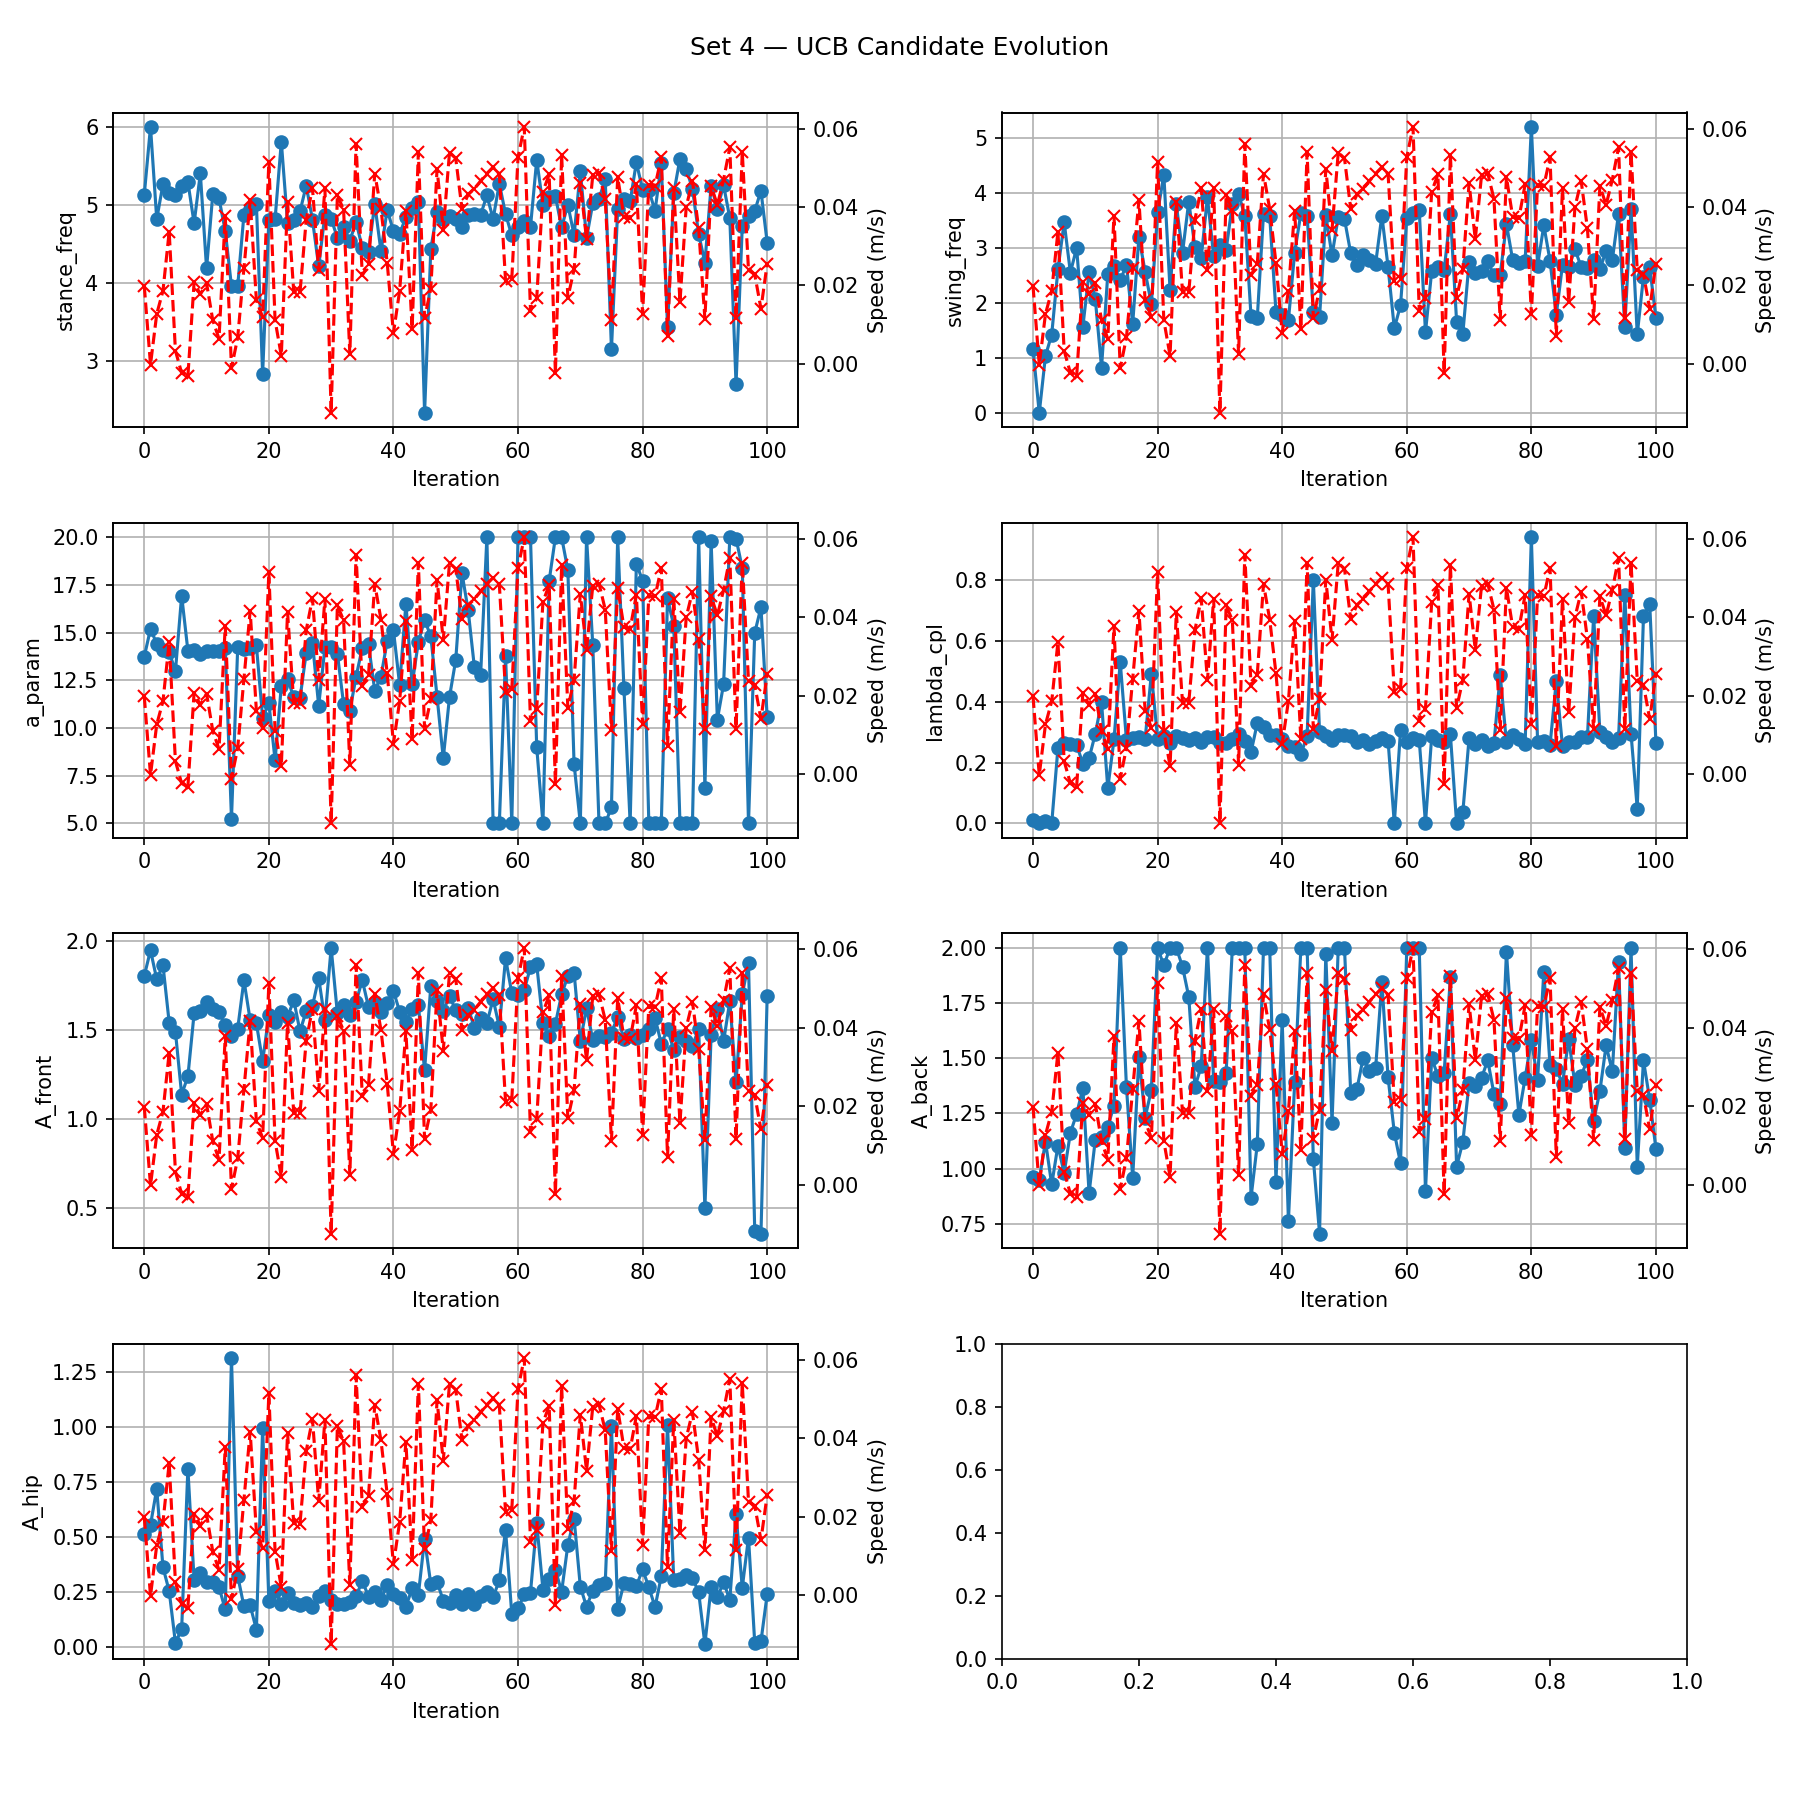 Set 4 — UCB Candidate Evolution
stance_freq
6
5
4
3
0 20 40 60 80 100
Iteration
0.06
0.04
0.02
0.00
Speed (m/s)
swing_freq
5
4
3
2
1
0
0 20 40 60 80 100
Iteration
0.06
0.04
0.02
0.00
Speed (m/s)
a_param
20.0
17.5
15.0
12.5
10.0
7.5
5.0
0 20 40 60 80 100
Iteration
0.06
0.04
0.02
0.00
Speed (m/s)
lambda_cpl
0.8
0.6
0.4
0.2
0.0
0 20 40 60 80 100
Iteration
0.06
0.04
0.02
0.00
Speed (m/s)
A_front
2.0
1.5
1.0
0.5
0 20 40 60 80 100
Iteration
0.06
0.04
0.02
0.00
Speed (m/s)
A_back
2.00
1.75
1.50
1.25
1.00
0.75
0 20 40 60 80 100
Iteration
0.06
0.04
0.02
0.00
Speed (m/s)
A_hip
1.25
1.00
0.75
0.50
0.25
0.00
0 20 40 60 80 100
Iteration
0.06
0.04
0.02
0.00
Speed (m/s)
1.0
0.8
0.6
0.4
0.2
0.0
0.0 0.2 0.4 0.6 0.8 1.0